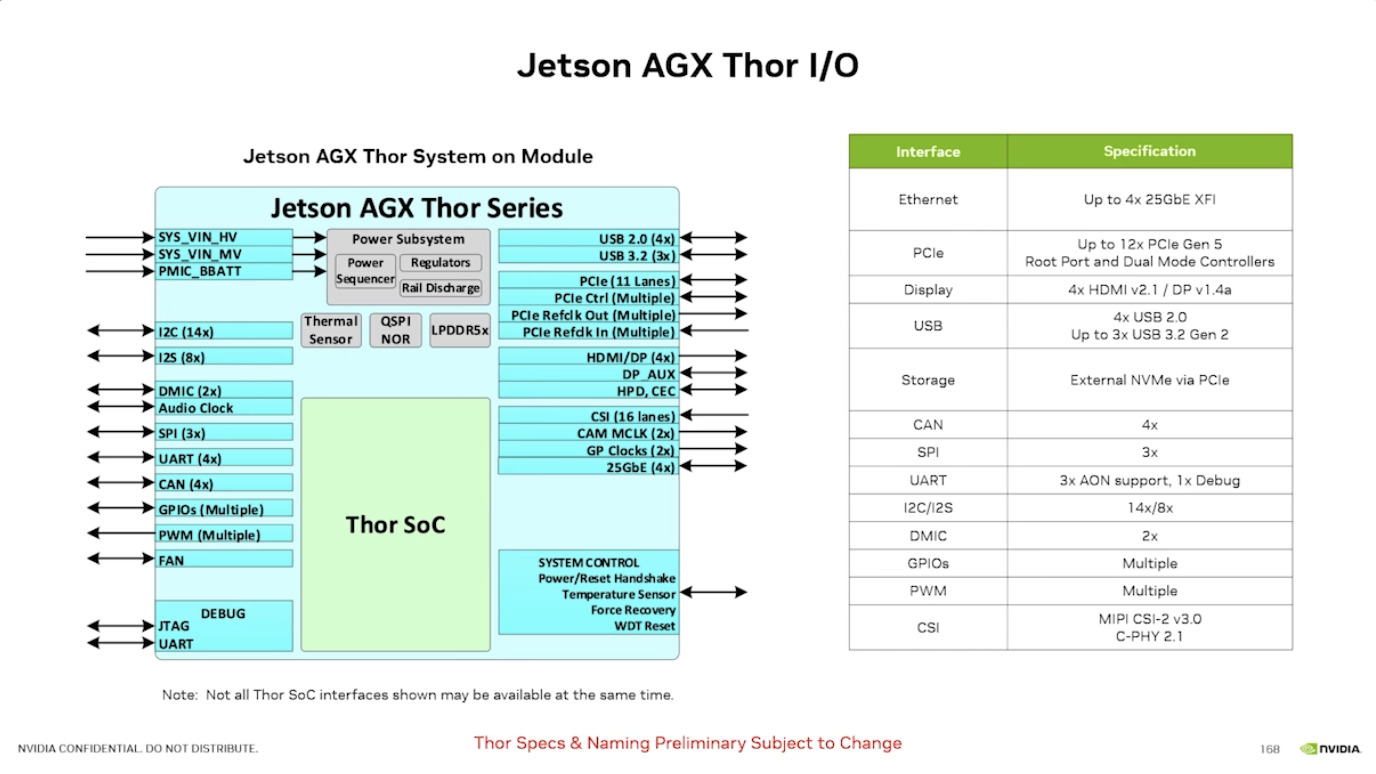 Jetson AGX Thor I/O
Jetson AGX Thor System on Module
Jetson AGX Thor Series
SYS_VIN_HV
SYS_VIN_MV
PMIC_BBATT
Power Subsystem
Power
Sequencer
Regulators
Rail Discharge
Thermal
Sensor
QSPI
NOR
LPDDR5x
I2C (14x)
I2S (8x)
DMIC (2x)
Audio Clock
SPI (3x)
UART (4x)
CAN (4x)
GPIOs (Multiple)
PWM (Multiple)
FAN
DEBUG
JTAG
UART
Thor SoC
USB 2.0 (4x)
USB 3.2 (3x)
PCIe (11 Lanes)
PCIe Ctrl (Multiple)
PCIe Refclk Out (Multiple)
PCIe Refclk In (Multiple)
HDMI/DP (4x)
DP_AUX
HPD, CEC
CSI (16 lanes)
CAM MCLK (2x)
GP Clocks (2x)
25GbE (4x)
SYSTEM CONTROL
Power/Reset Handshake
Temperature Sensor
Force Recovery
WDT Reset
Note: Not all Thor SoC interfaces shown may be available at the same time.
Interface Specification
Ethernet Up to 4x 25GbE XFI
PCIe Up to 12x PCIe Gen 5
Root Port and Dual Mode Controllers
Display 4x HDMI v2.1 / DP v1.4a
USB 4x USB 2.0
Up to 3x USB 3.2 Gen 2
Storage External NVMe via PCIe
CAN 4x
SPI 3x
UART 3x AON support, 1x Debug
I2C/I2S 14x/8x
DMIC 2x
GPIOs Multiple
PWM Multiple
CSI MIPI CSI-2 v3.0
C-PHY 2.1
NVIDIA CONFIDENTIAL. DO NOT DISTRIBUTE.
Thor Specs & Naming Preliminary Subject to Change
168
NVIDIA.